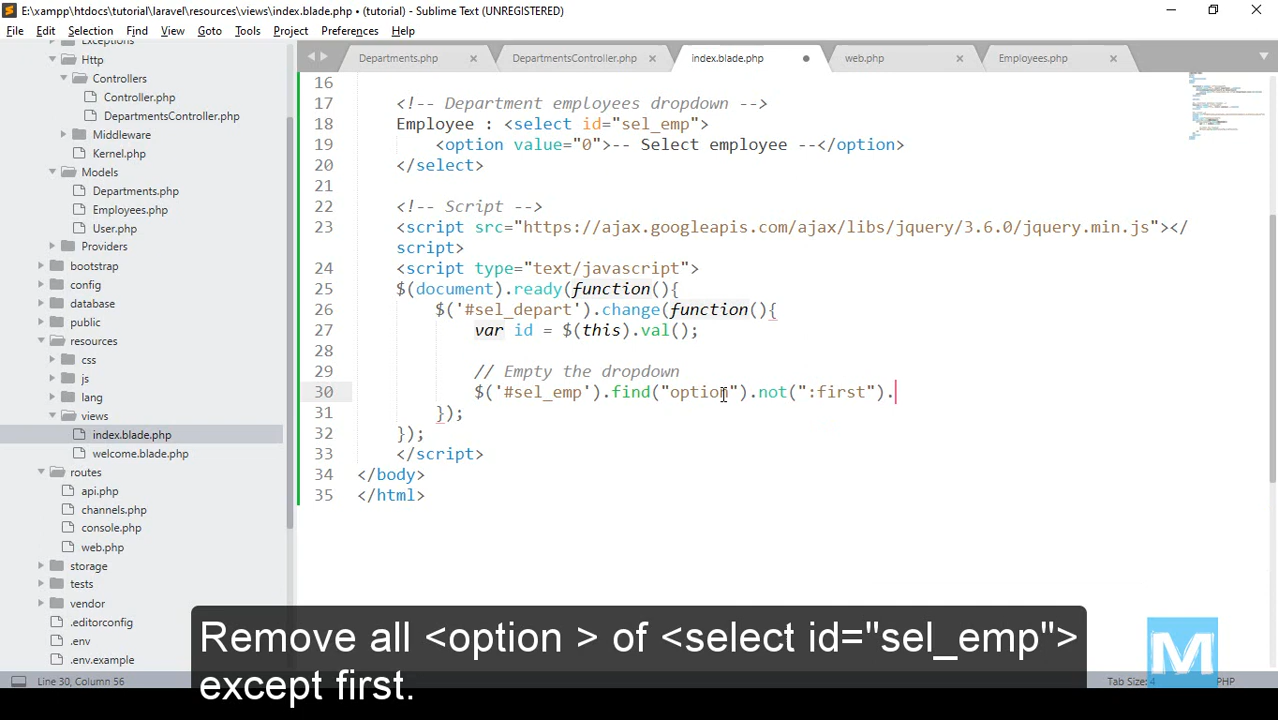 E:\xampp\htdocs\tutorial\laravel\resources\views\index.blade.php • (tutorial) - Sublime Text (UNREGISTERED)
File Edit Selection Find View Goto Tools Project Preferences Help
Departments.php × DepartmentsController.php × index.blade.php web.php × Employees.php ×
Exceptions
Http
Controllers
Controller.php
DepartmentsController.php
Middleware
Kernel.php
Models
Departments.php
Employees.php
User.php
Providers
bootstrap
config
database
public
resources
css
js
lang
views
index.blade.php
welcome.blade.php
routes
api.php
channels.php
console.php
web.php
storage
tests
vendor
.editorconfig
.env
.env.example
16
17 <!-- Department employees dropdown -->
18 Employee : <select id="sel_emp">
19 <option value="0">-- Select employee --</option>
20 </select>
21
22 <!-- Script -->
23 <script src="https://ajax.googleapis.com/ajax/libs/jquery/3.6.0/jquery.min.js"></
script>
24 <script type="text/javascript">
25 $(document).ready(function(){
26 $('#sel_depart').change(function(){
27 var id = $(this).val();
28
29 // Empty the dropdown
30 $('#sel_emp').find("option").not(":first").
31 });
32 });
33 </script>
34 </body>
35 </html>
Remove all <option > of <select id="sel_emp">
except first.
M
Line 30, Column 56 Tab Size: 4 PHP